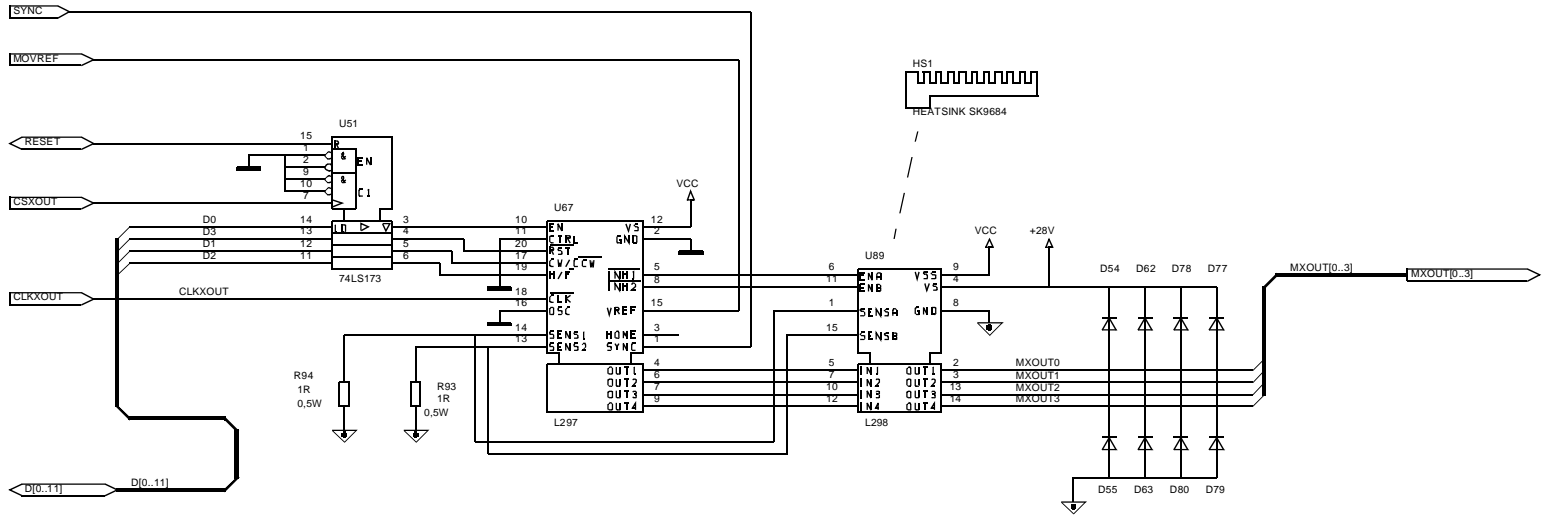 SYNC
MOVREF
RESET
CSXOUT
CLKXOUT
D[0..11]
D[0..11]
U51
15 R
1 &
2 EN
9 &
10 C1
7
D0 14 1D 3
D3 13 4
D1 12 5
D2 11 6
74LS173
CLKXOUT
U67
10 EN VS 12
11 CTRL GND 2
20 RST
17 CW/CCW
19 H/F INH1 5
INH2 8
18 CLK
16 OSC VREF 15
14 SENS1 HOME 3
13 SENS2 SYNC 1
OUT1 4
OUT2 6
OUT3 7
OUT4 9
L297
VCC
R94
1R
0,5W
R93
1R
0,5W
HS1
HEATSINK SK9684
U89
6 ENA VSS 9
11 ENB VS 4
1 SENSA GND 8
15 SENSB
5 IN1 OUT1 2
7 IN2 OUT2 3
10 IN3 OUT3 13
12 IN4 OUT4 14
L298
VCC
+28V
MXOUT0
MXOUT1
MXOUT2
MXOUT3
D54 D62 D78 D77
D55 D63 D80 D79
MXOUT[0..3]
MXOUT[0..3]